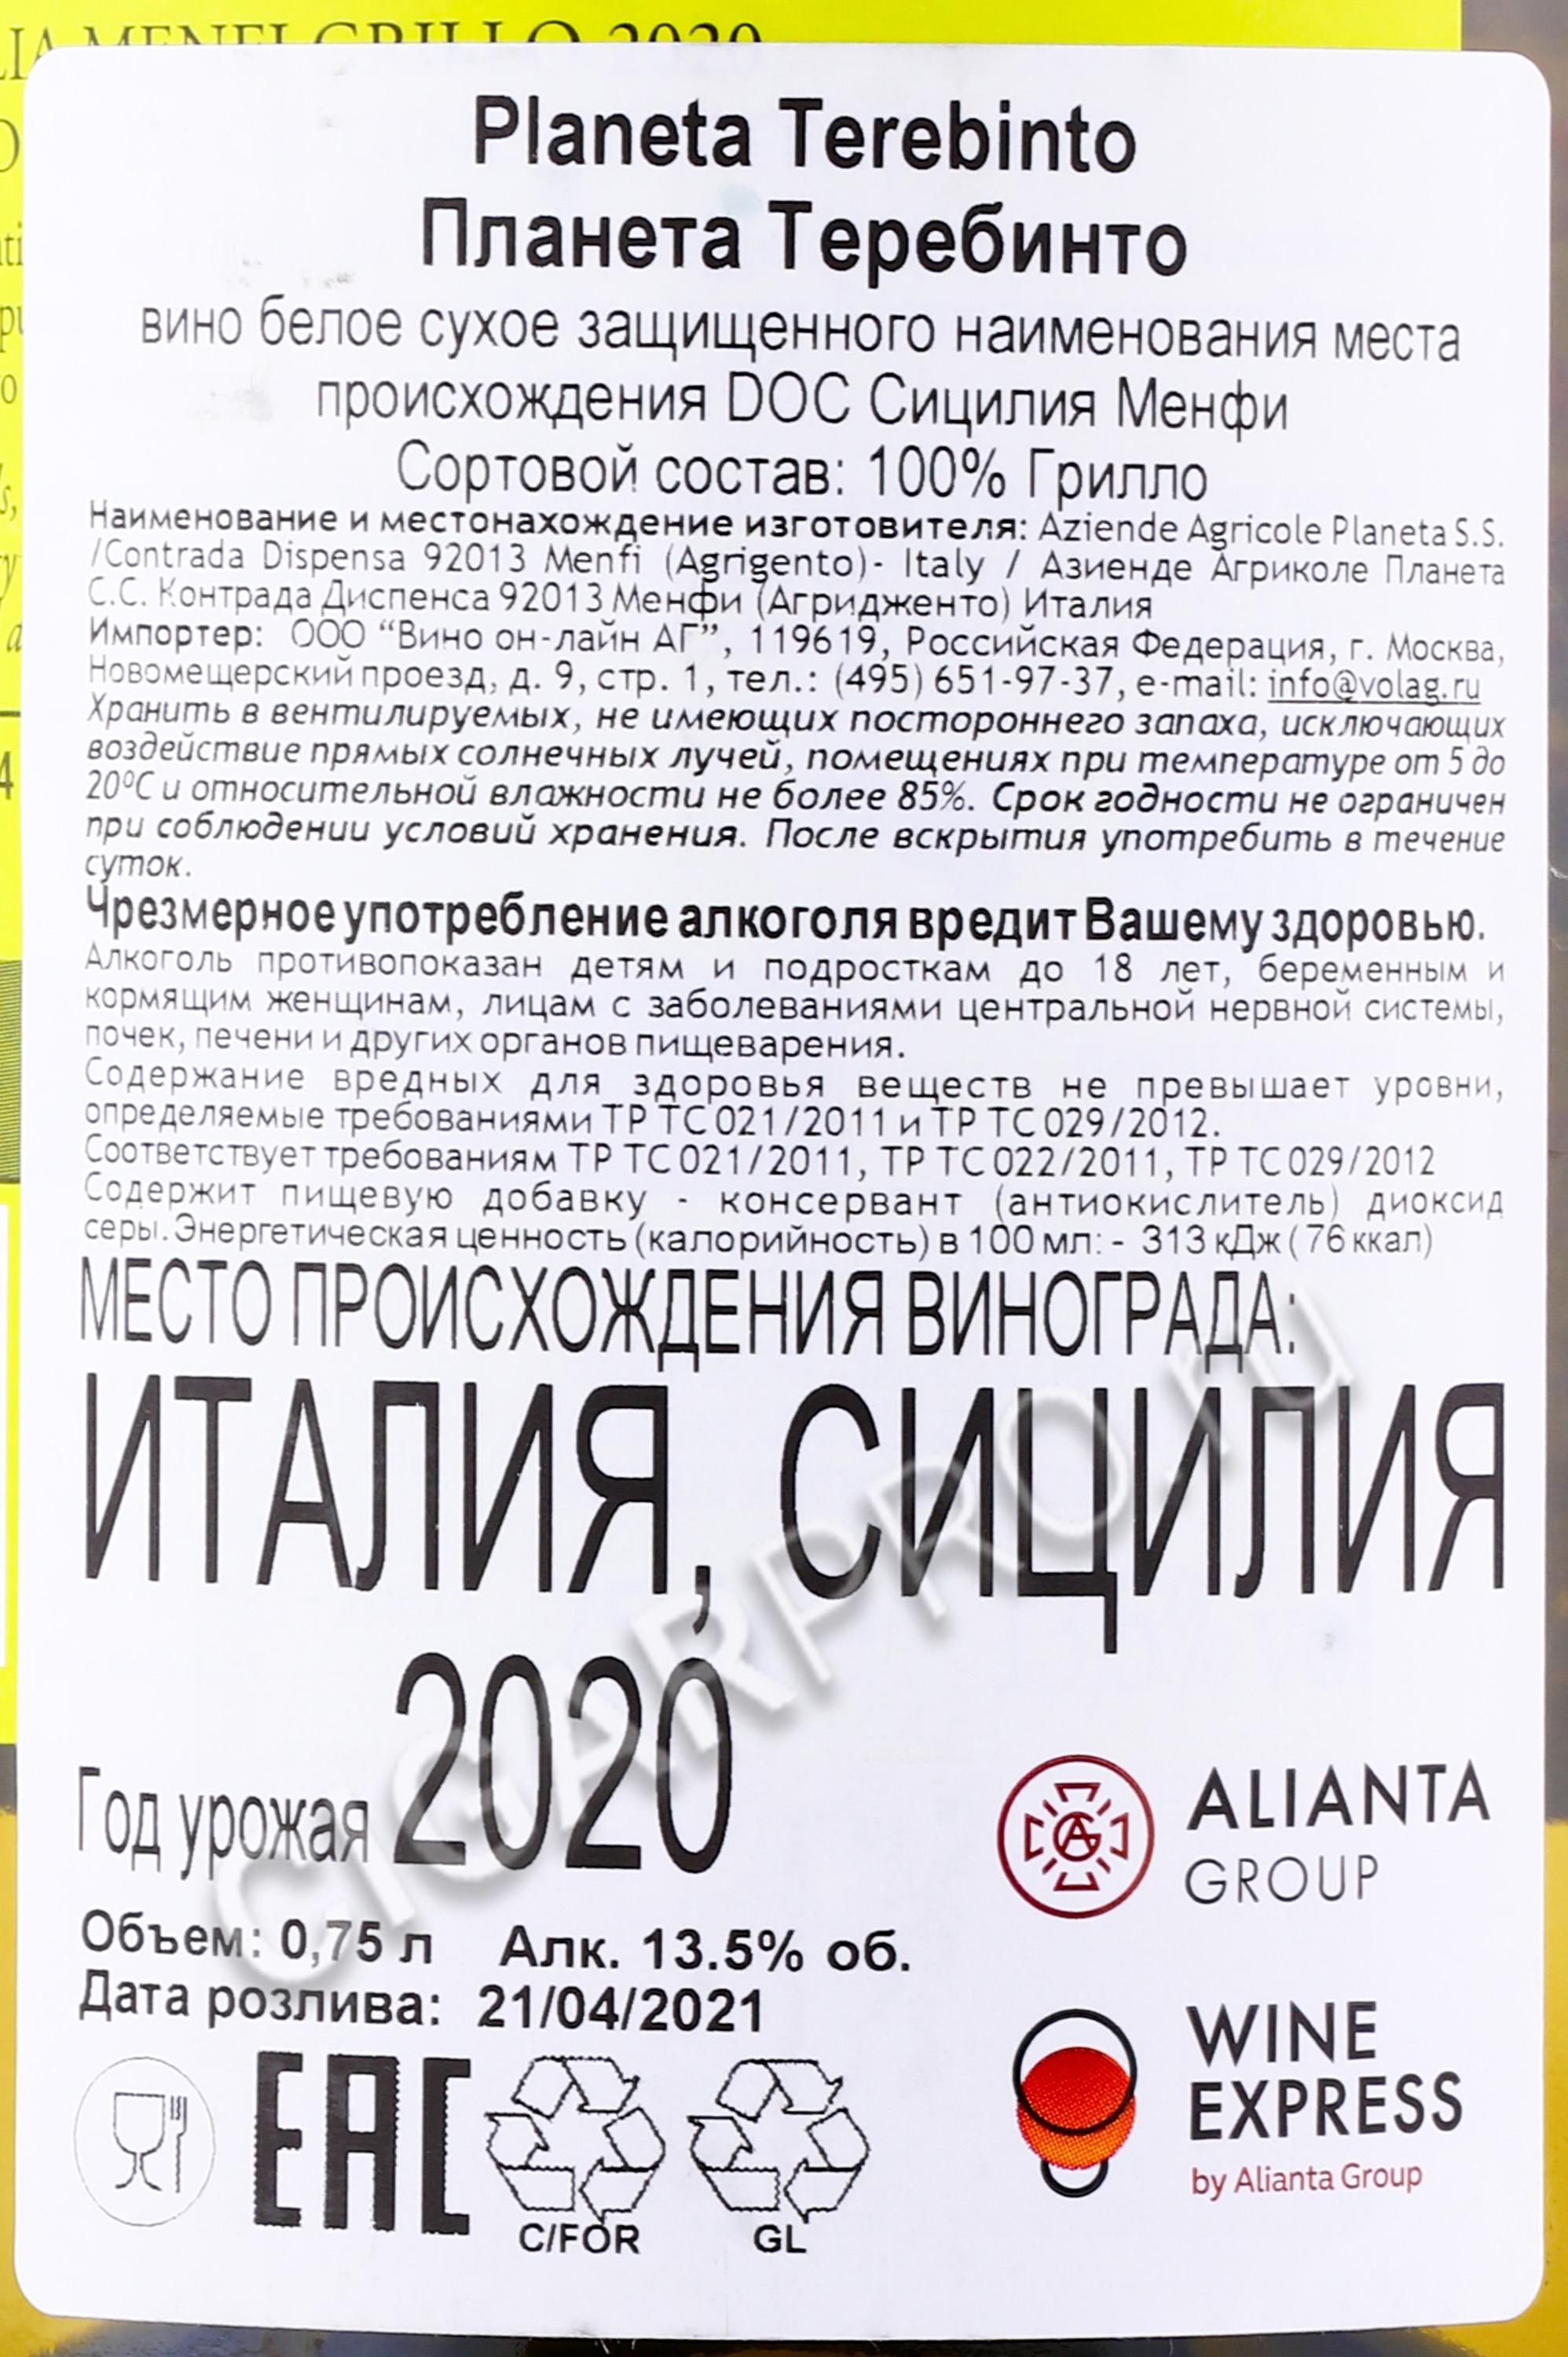 LIA MENFI GRILLO 2020
Planeta Terebinto
Планета Теребинто
вино белое сухое защищенного наименования места
происхождения DOC Сицилия Менфи
Сортовой состав: 100% Грилло
Наименование и местонахождение изготовителя: Aziende Agricole Planeta S.S.
/Contrada Dispensa 92013 Menfi (Agrigento)- Italy / Азиенде Агриколе Планета
С.С. Контрада Диспенса 92013 Менфи (Агридженто) Италия
Импортер: ООО “Вино он-лайн АГ”, 119619, Российская Федерация, г. Москва,
Новомещерский проезд, д. 9, стр. 1, тел.: (495) 651-97-37, e-mail: info@volag.ru
Хранить в вентилируемых, не имеющих постороннего запаха, исключающих
воздействие прямых солнечных лучей, помещениях при температуре от 5 до
20ºС и относительной влажности не более 85%. Срок годности не ограничен
при соблюдении условий хранения. После вскрытия употребить в течение
суток.
Чрезмерное употребление алкоголя вредит Вашему здоровью.
Алкоголь противопоказан детям и подросткам до 18 лет, беременным и
кормящим женщинам, лицам с заболеваниями центральной нервной системы,
почек, печени и других органов пищеварения.
Содержание вредных для здоровья веществ не превышает уровни,
определяемые требованиями ТР ТС 021/2011 и ТР ТС 029/2012.
Соответствует требованиям ТР ТС 021/2011, ТР ТС 022/2011, ТР ТС 029/2012
Содержит пищевую добавку - консервант (антиокислитель) диоксид
серы. Энергетическая ценность (калорийность) в 100 мл: - 313 кДж ( 76 ккал)
МЕСТО ПРОИСХОЖДЕНИЯ ВИНОГРАДА:
ИТАЛИЯ, СИЦИЛИЯ
Год урожая 2020
ALIANTA
GROUP
Объем: 0,75 л Алк. 13.5% об.
Дата розлива: 21/04/2021
WINE
EXPRESS
by Alianta Group
EAC
C/FOR
GL
CIGARPRO.ru